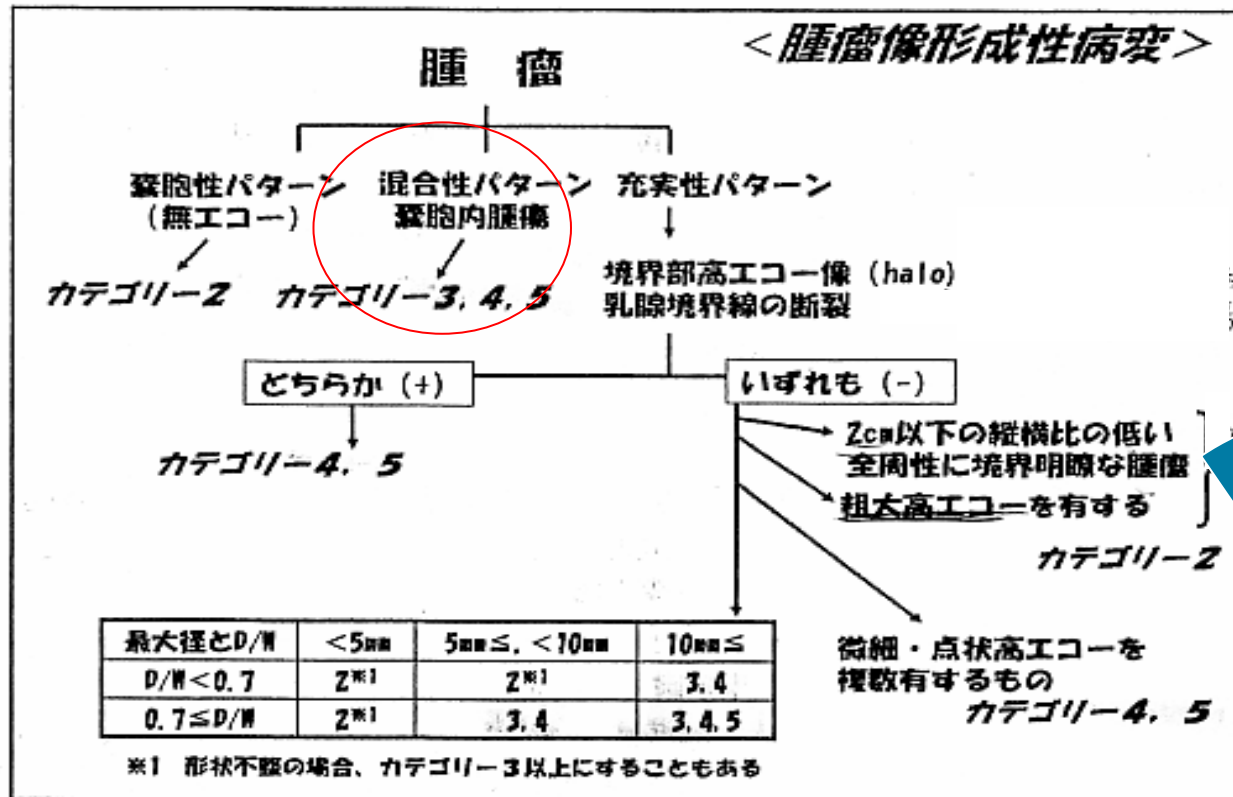 <腫瘤像形成性病変>
腫 瘤
嚢胞性パターン
(無エコー)
混合性パターン
嚢胞内腫瘍
充実性パターン
カテゴリー2
カテゴリー3, 4, 5
境界部高エコー像 (halo)
乳腺境界線の断裂
どちらか (+)
いずれも (-)
カテゴリー4, 5
2cm以下の縦横比の低い
全周性に境界明瞭な腫瘤
粗大高エコーを有する
カテゴリー2
微細・点状高エコーを
複数有するもの
カテゴリー4, 5
最大径とD/W <5mm 5mm≦, <10mm 10mm≦
D/W<0.7 2※1 2※1 3,4
0.7≦D/W 2※1 3,4 3,4,5
※1 形状不整の場合、カテゴリー3以上にすることもある